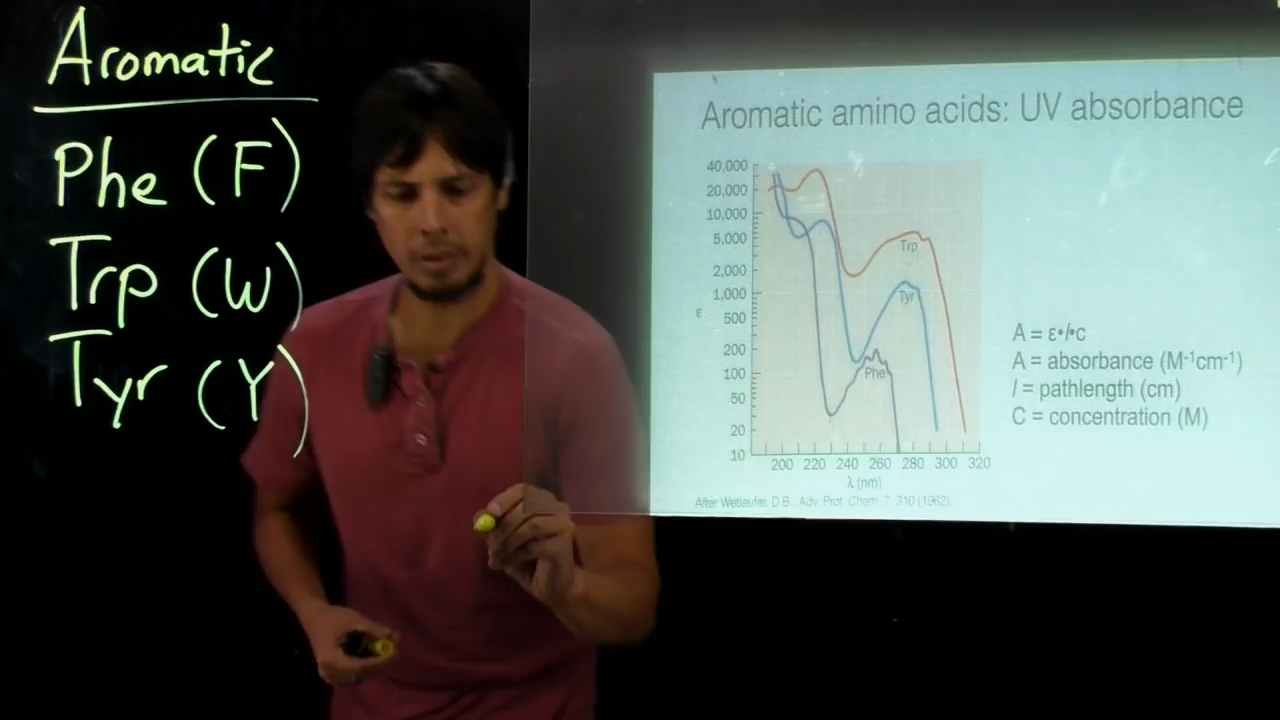 Aromatic
Phe (F)
Trp (W)
Tyr (Y)
Aromatic amino acids: UV absorbance
40,000
20,000
10,000
5,000
2,000
1,000
500
200
100
50
20
10
ε
Trp
Tyr
Phe
200 220 240 260 280 300 320
λ (nm)
After Wetlaufer, D.B., Adv. Prot. Chem. 7, 310 (1962)
A = ε•l•c
A = absorbance (M⁻¹cm⁻¹)
l = pathlength (cm)
C = concentration (M)